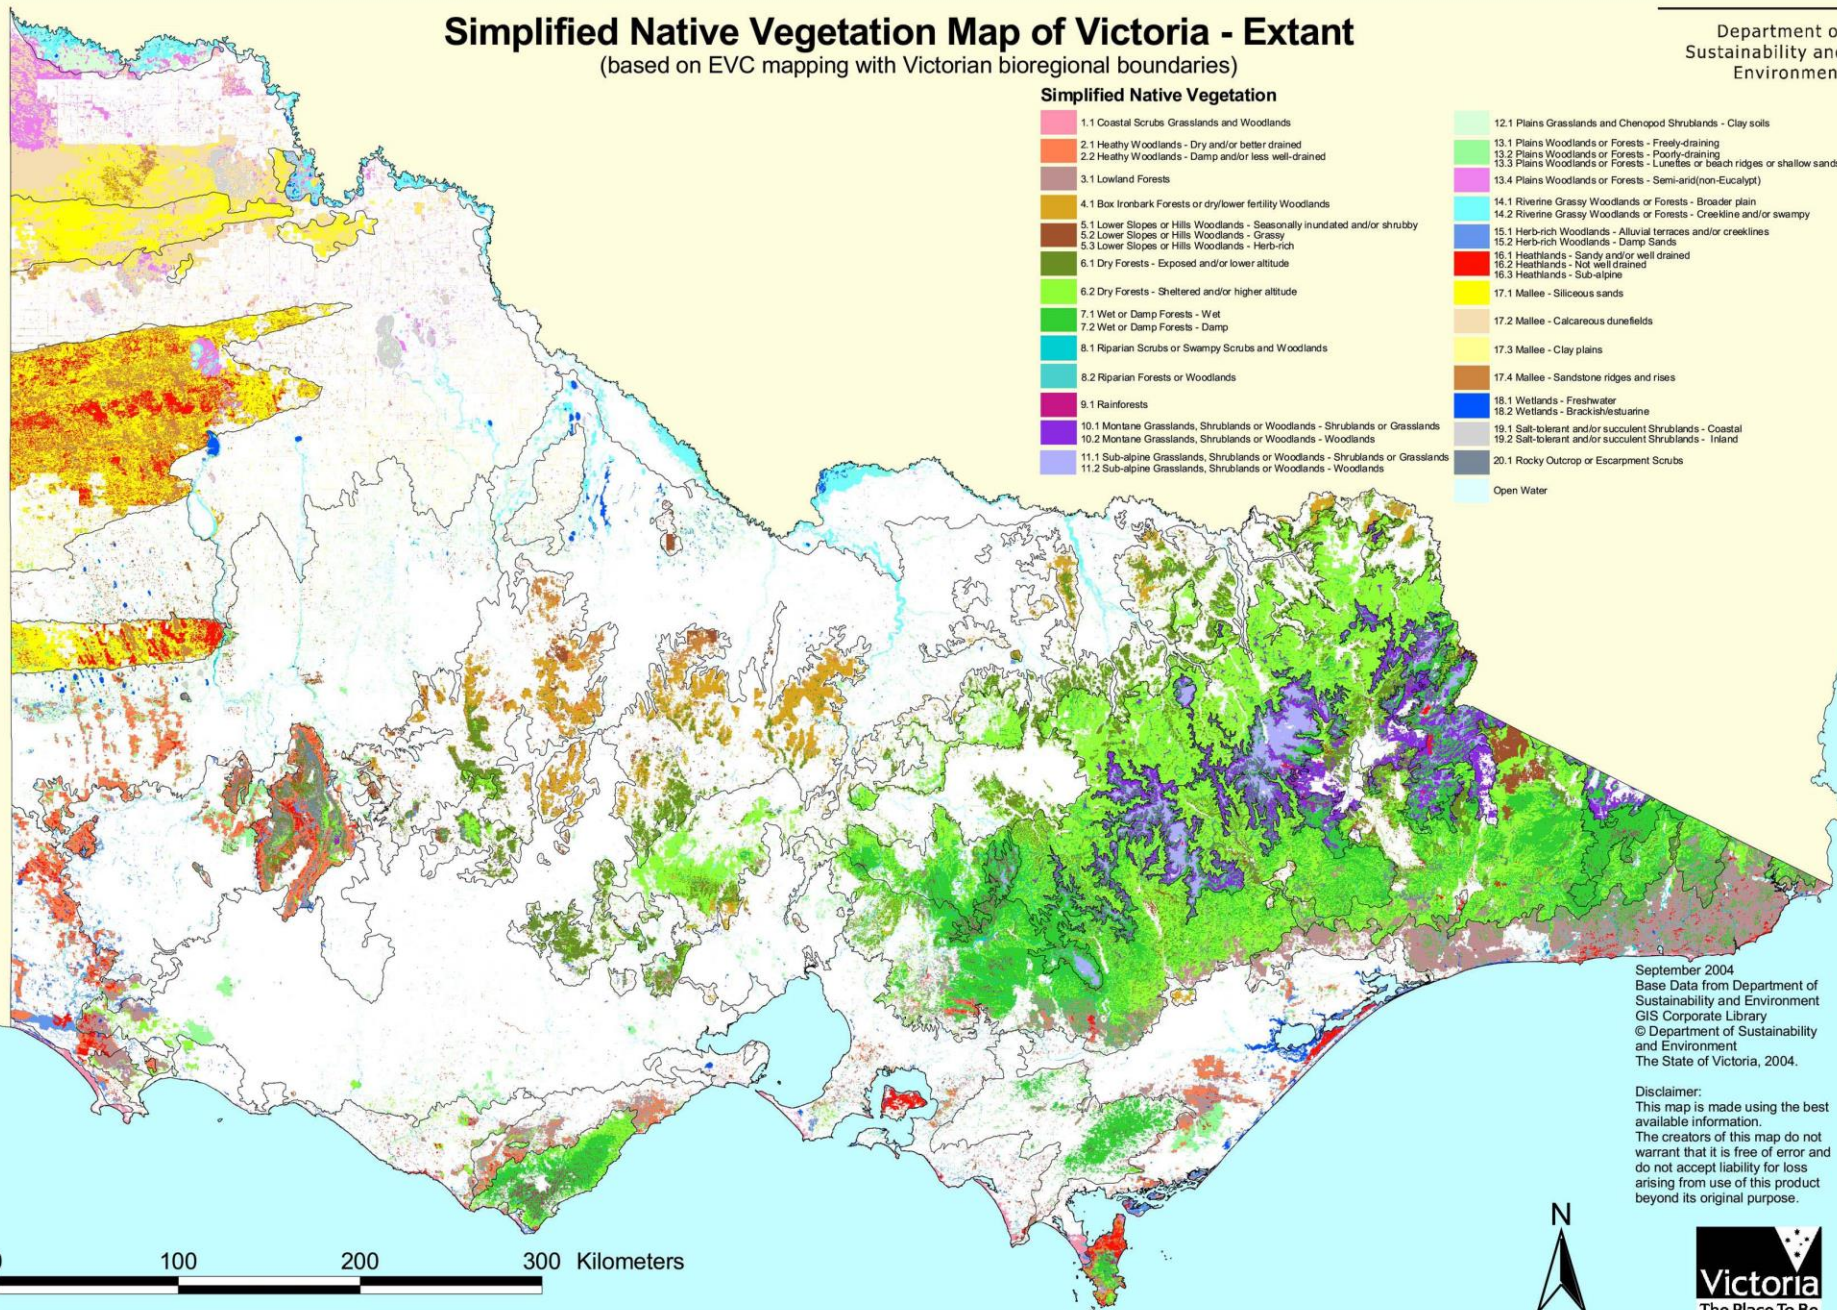 Simplified Native Vegetation Map of Victoria - Extant
(based on EVC mapping with Victorian bioregional boundaries)
Department o
Sustainability an
Environmen
Simplified Native Vegetation
1.1 Coastal Scrubs Grasslands and Woodlands
2.1 Heathy Woodlands - Dry and/or better drained
2.2 Heathy Woodlands - Damp and/or less well-drained
3.1 Lowland Forests
4.1 Box Ironbark Forests or dry/lower fertility Woodlands
5.1 Lower Slopes or Hills Woodlands - Seasonally inundated and/or shrubby
5.2 Lower Slopes or Hills Woodlands - Grassy
5.3 Lower Slopes or Hills Woodlands - Herb-rich
6.1 Dry Forests - Exposed and/or lower altitude
6.2 Dry Forests - Sheltered and/or higher altitude
7.1 Wet or Damp Forests - Wet
7.2 Wet or Damp Forests - Damp
8.1 Riparian Scrubs or Swampy Scrubs and Woodlands
8.2 Riparian Forests or Woodlands
9.1 Rainforests
10.1 Montane Grasslands, Shrublands or Woodlands - Shrublands or Grasslands
10.2 Montane Grasslands, Shrublands or Woodlands - Woodlands
11.1 Sub-alpine Grasslands, Shrublands or Woodlands - Shrublands or Grasslands
11.2 Sub-alpine Grasslands, Shrublands or Woodlands - Woodlands
12.1 Plains Grasslands and Chenopod Shrublands - Clay soils
13.1 Plains Woodlands or Forests - Freely-draining
13.2 Plains Woodlands or Forests - Poorly-draining
13.3 Plains Woodlands or Forests - Lunettes or beach ridges or shallow sands
13.4 Plains Woodlands or Forests - Semi-arid(non-Eucalypt)
14.1 Riverine Grassy Woodlands or Forests - Broader plain
14.2 Riverine Grassy Woodlands or Forests - Creekline and/or swampy
15.1 Herb-rich Woodlands - Alluvial terraces and/or creeklines
15.2 Herb-rich Woodlands - Damp Sands
16.1 Heathlands - Sandy and/or well drained
16.2 Heathlands - Not well drained
16.3 Heathlands - Sub-alpine
17.1 Mallee - Siliceous sands
17.2 Mallee - Calcareous dunefields
17.3 Mallee - Clay plains
17.4 Mallee - Sandstone ridges and rises
18.1 Wetlands - Freshwater
18.2 Wetlands - Brackish/estuarine
19.1 Salt-tolerant and/or succulent Shrublands - Coastal
19.2 Salt-tolerant and/or succulent Shrublands - Inland
20.1 Rocky Outcrop or Escarpment Scrubs
Open Water
September 2004
Base Data from Department of
Sustainability and Environment
GIS Corporate Library
© Department of Sustainability
and Environment
The State of Victoria, 2004.
Disclaimer:
This map is made using the best
available information.
The creators of this map do not
warrant that it is free of error and
do not accept liability for loss
arising from use of this product
beyond its original purpose.
100 200 300 Kilometers
N
Victoria
The Place To Be